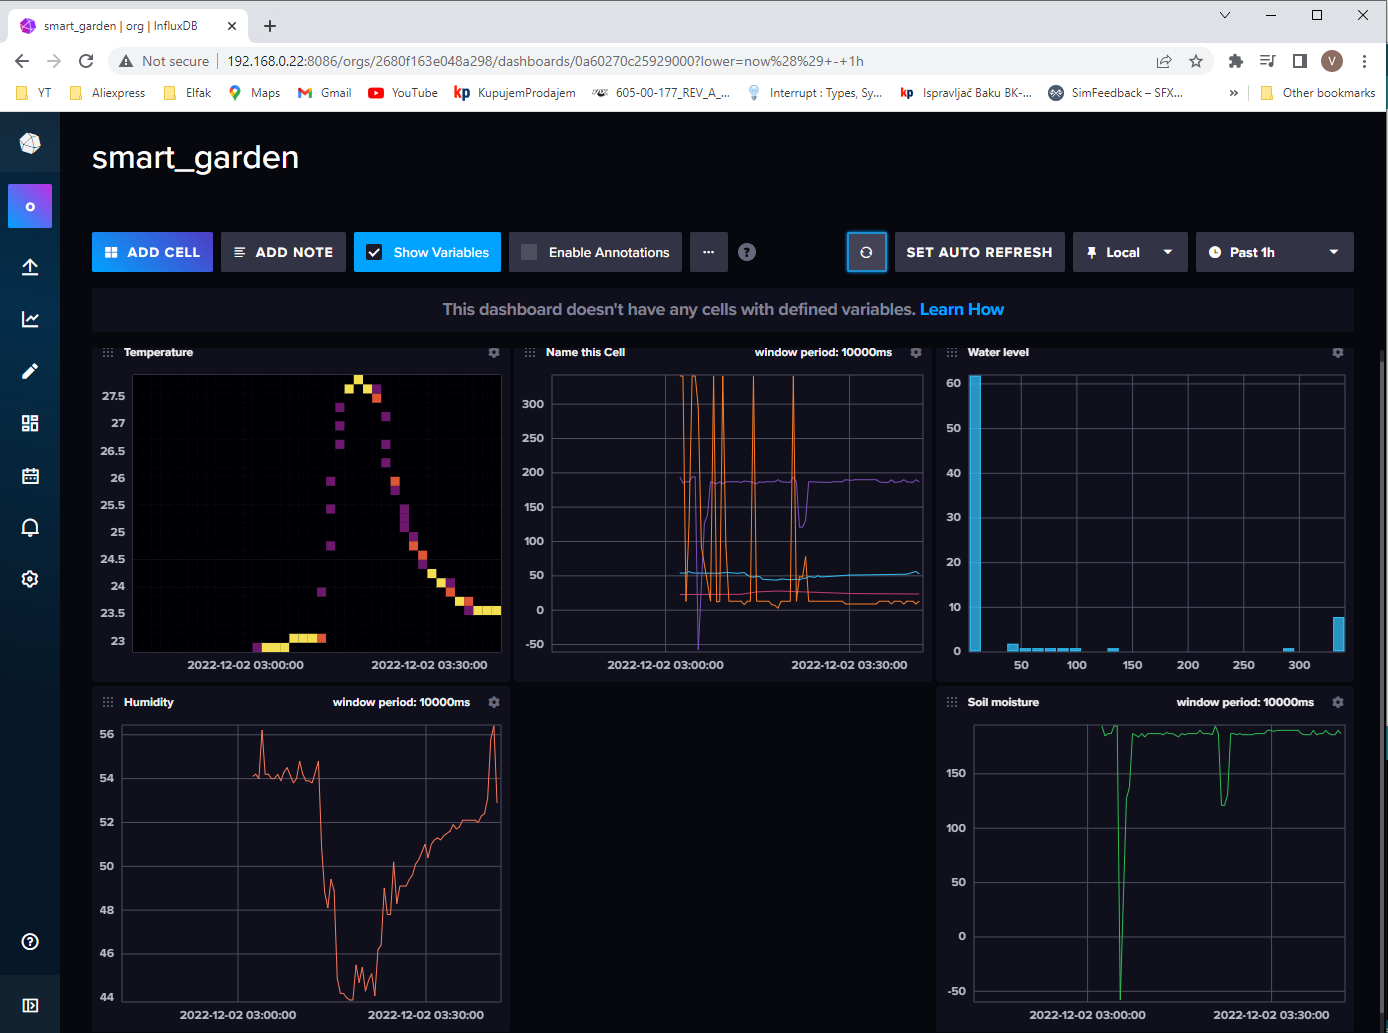 smart_garden | org | InfluxDB
Not secure 192.168.0.22:8086/orgs/2680f163e048a298/dashboards/0a60270c25929000?lower=now%28%29+-+1h V
YT Aliexpress Elfak Maps Gmail YouTube kp KupujemProdajem 605-00-177_REV_A_... Interrupt : Types, Sy... kp Ispravljač Baku BK-... SimFeedback – SFX... » Other bookmarks
smart_garden
o
ADD CELL ADD NOTE Show Variables Enable Annotations ... ? SET AUTO REFRESH Local Past 1h
This dashboard doesn't have any cells with defined variables. Learn How
Temperature
27.5
27
26.5
26
25.5
25
24.5
24
23.5
23
2022-12-02 03:00:00 2022-12-02 03:30:00
Name this Cell window period: 10000ms
300
250
200
150
100
50
0
-50
2022-12-02 03:00:00 2022-12-02 03:30:00
Water level
60
50
40
30
20
10
0
50 100 150 200 250 300
Humidity window period: 10000ms
56
54
52
50
48
46
44
2022-12-02 03:00:00 2022-12-02 03:30:00
Soil moisture window period: 10000ms
150
100
50
0
-50
2022-12-02 03:00:00 2022-12-02 03:30:00
?